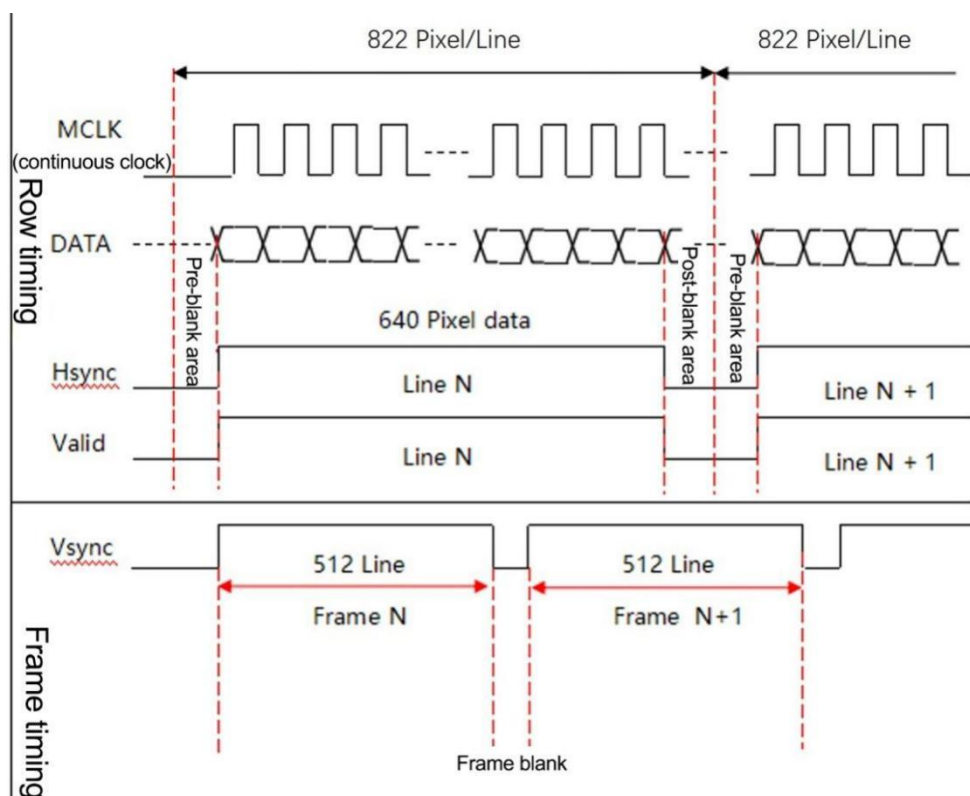 822 Pixel/Line
822 Pixel/Line
MCLK
(continuous clock)
Row timing
DATA
Pre-blank area
Post-blank area
Pre-blank area
640 Pixel data
Hsync
Line N
Line N + 1
Valid
Line N
Line N + 1
Vsync
512 Line
512 Line
Frame N
Frame N+1
Frame timing
Frame blank